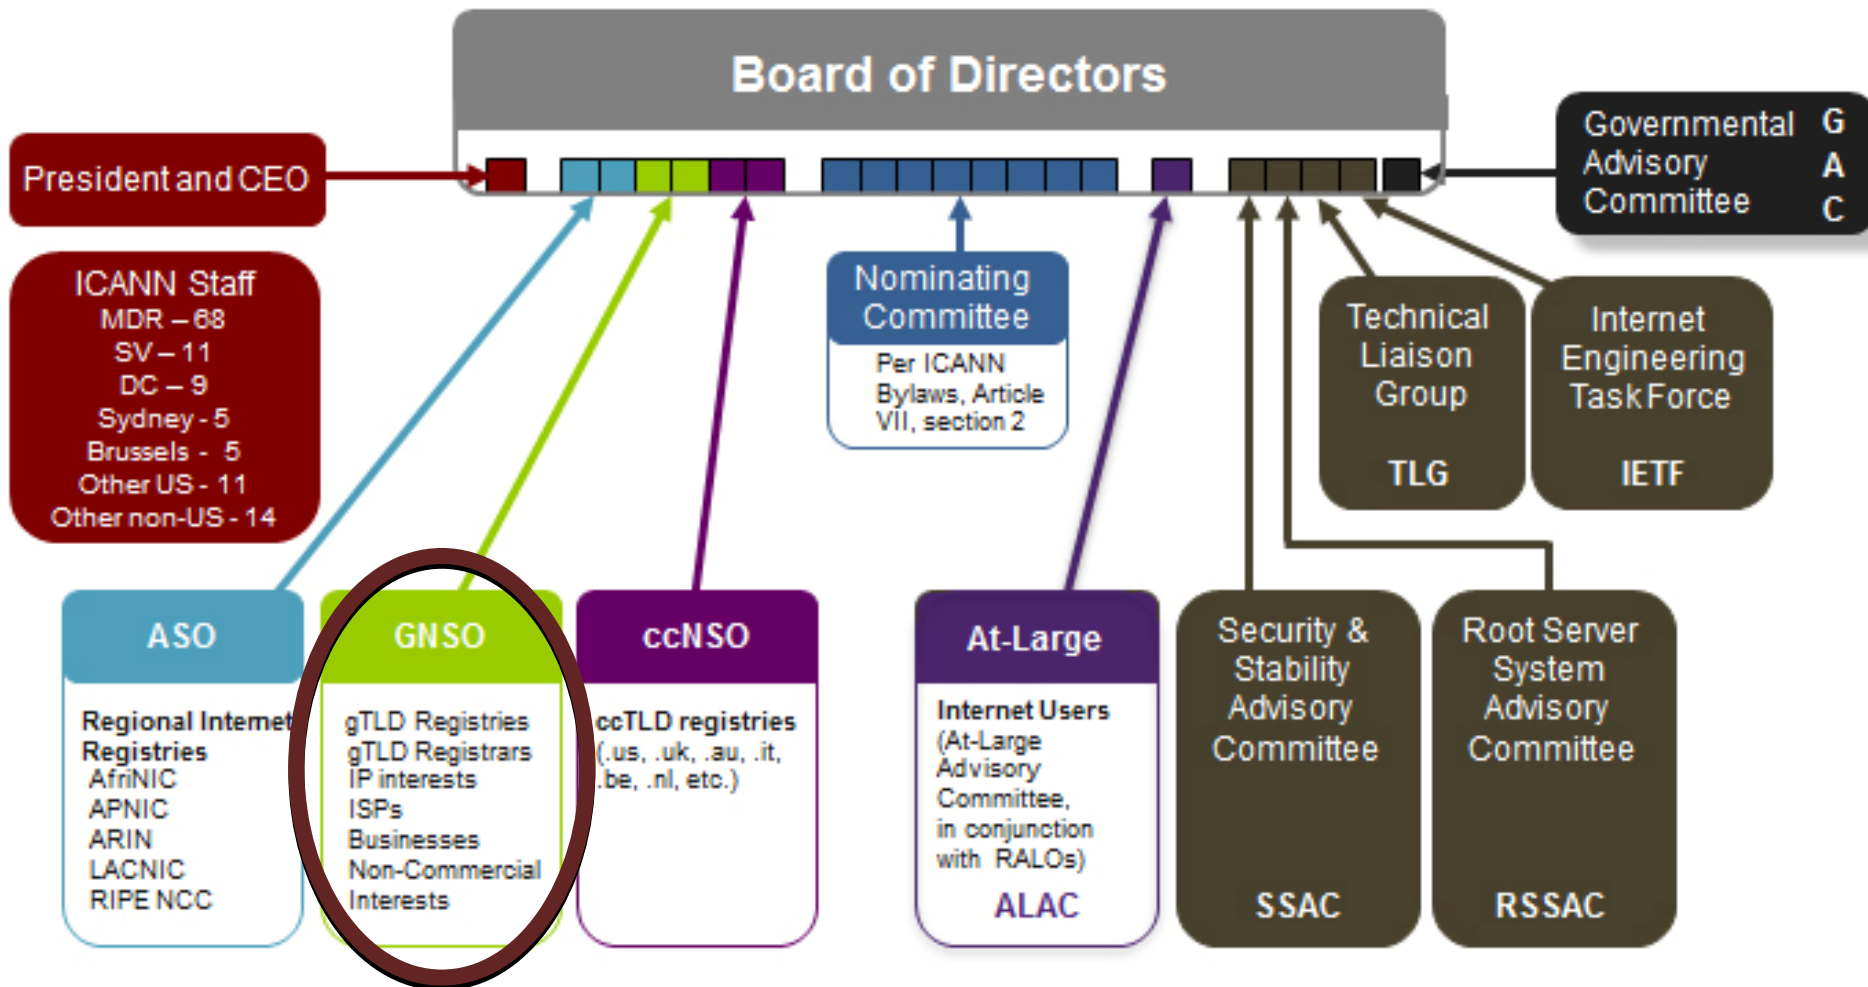 Board of Directors
President and CEO
Governmental
Advisory
Committee
G
A
C
ICANN Staff
MDR – 68
SV – 11
DC – 9
Sydney - 5
Brussels - 5
Other US - 11
Other non-US - 14
Nominating
Committee
Per ICANN
Bylaws, Article
VII, section 2
Technical
Liaison
Group
TLG
Internet
Engineering
Task Force
IETF
ASO
Regional Internet
Registries
AfriNIC
APNIC
ARIN
LACNIC
RIPE NCC
GNSO
gTLD Registries
gTLD Registrars
IP interests
ISPs
Businesses
Non-Commercial
Interests
ccNSO
ccTLD registries
(.us, .uk, .au, .it,
.be, .nl, etc.)
At-Large
Internet Users
(At-Large
Advisory
Committee,
in conjunction
with RALOs)
ALAC
Security &
Stability
Advisory
Committee
SSAC
Root Server
System
Advisory
Committee
RSSAC